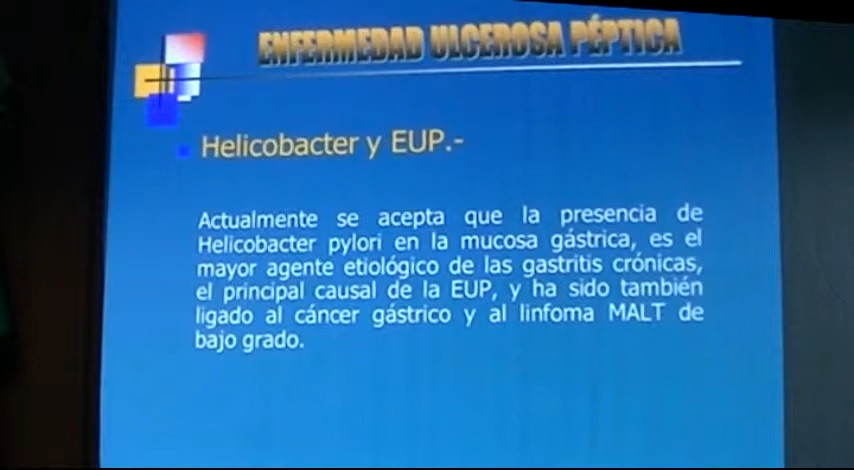 ENFERMEDAD ULCEROSA PÉPTICA
Helicobacter y EUP.-
Actualmente se acepta que la presencia de
Helicobacter pylori en la mucosa gástrica, es el
mayor agente etiológico de las gastritis crónicas,
el principal causal de la EUP, y ha sido también
ligado al cáncer gástrico y al linfoma MALT de
bajo grado.